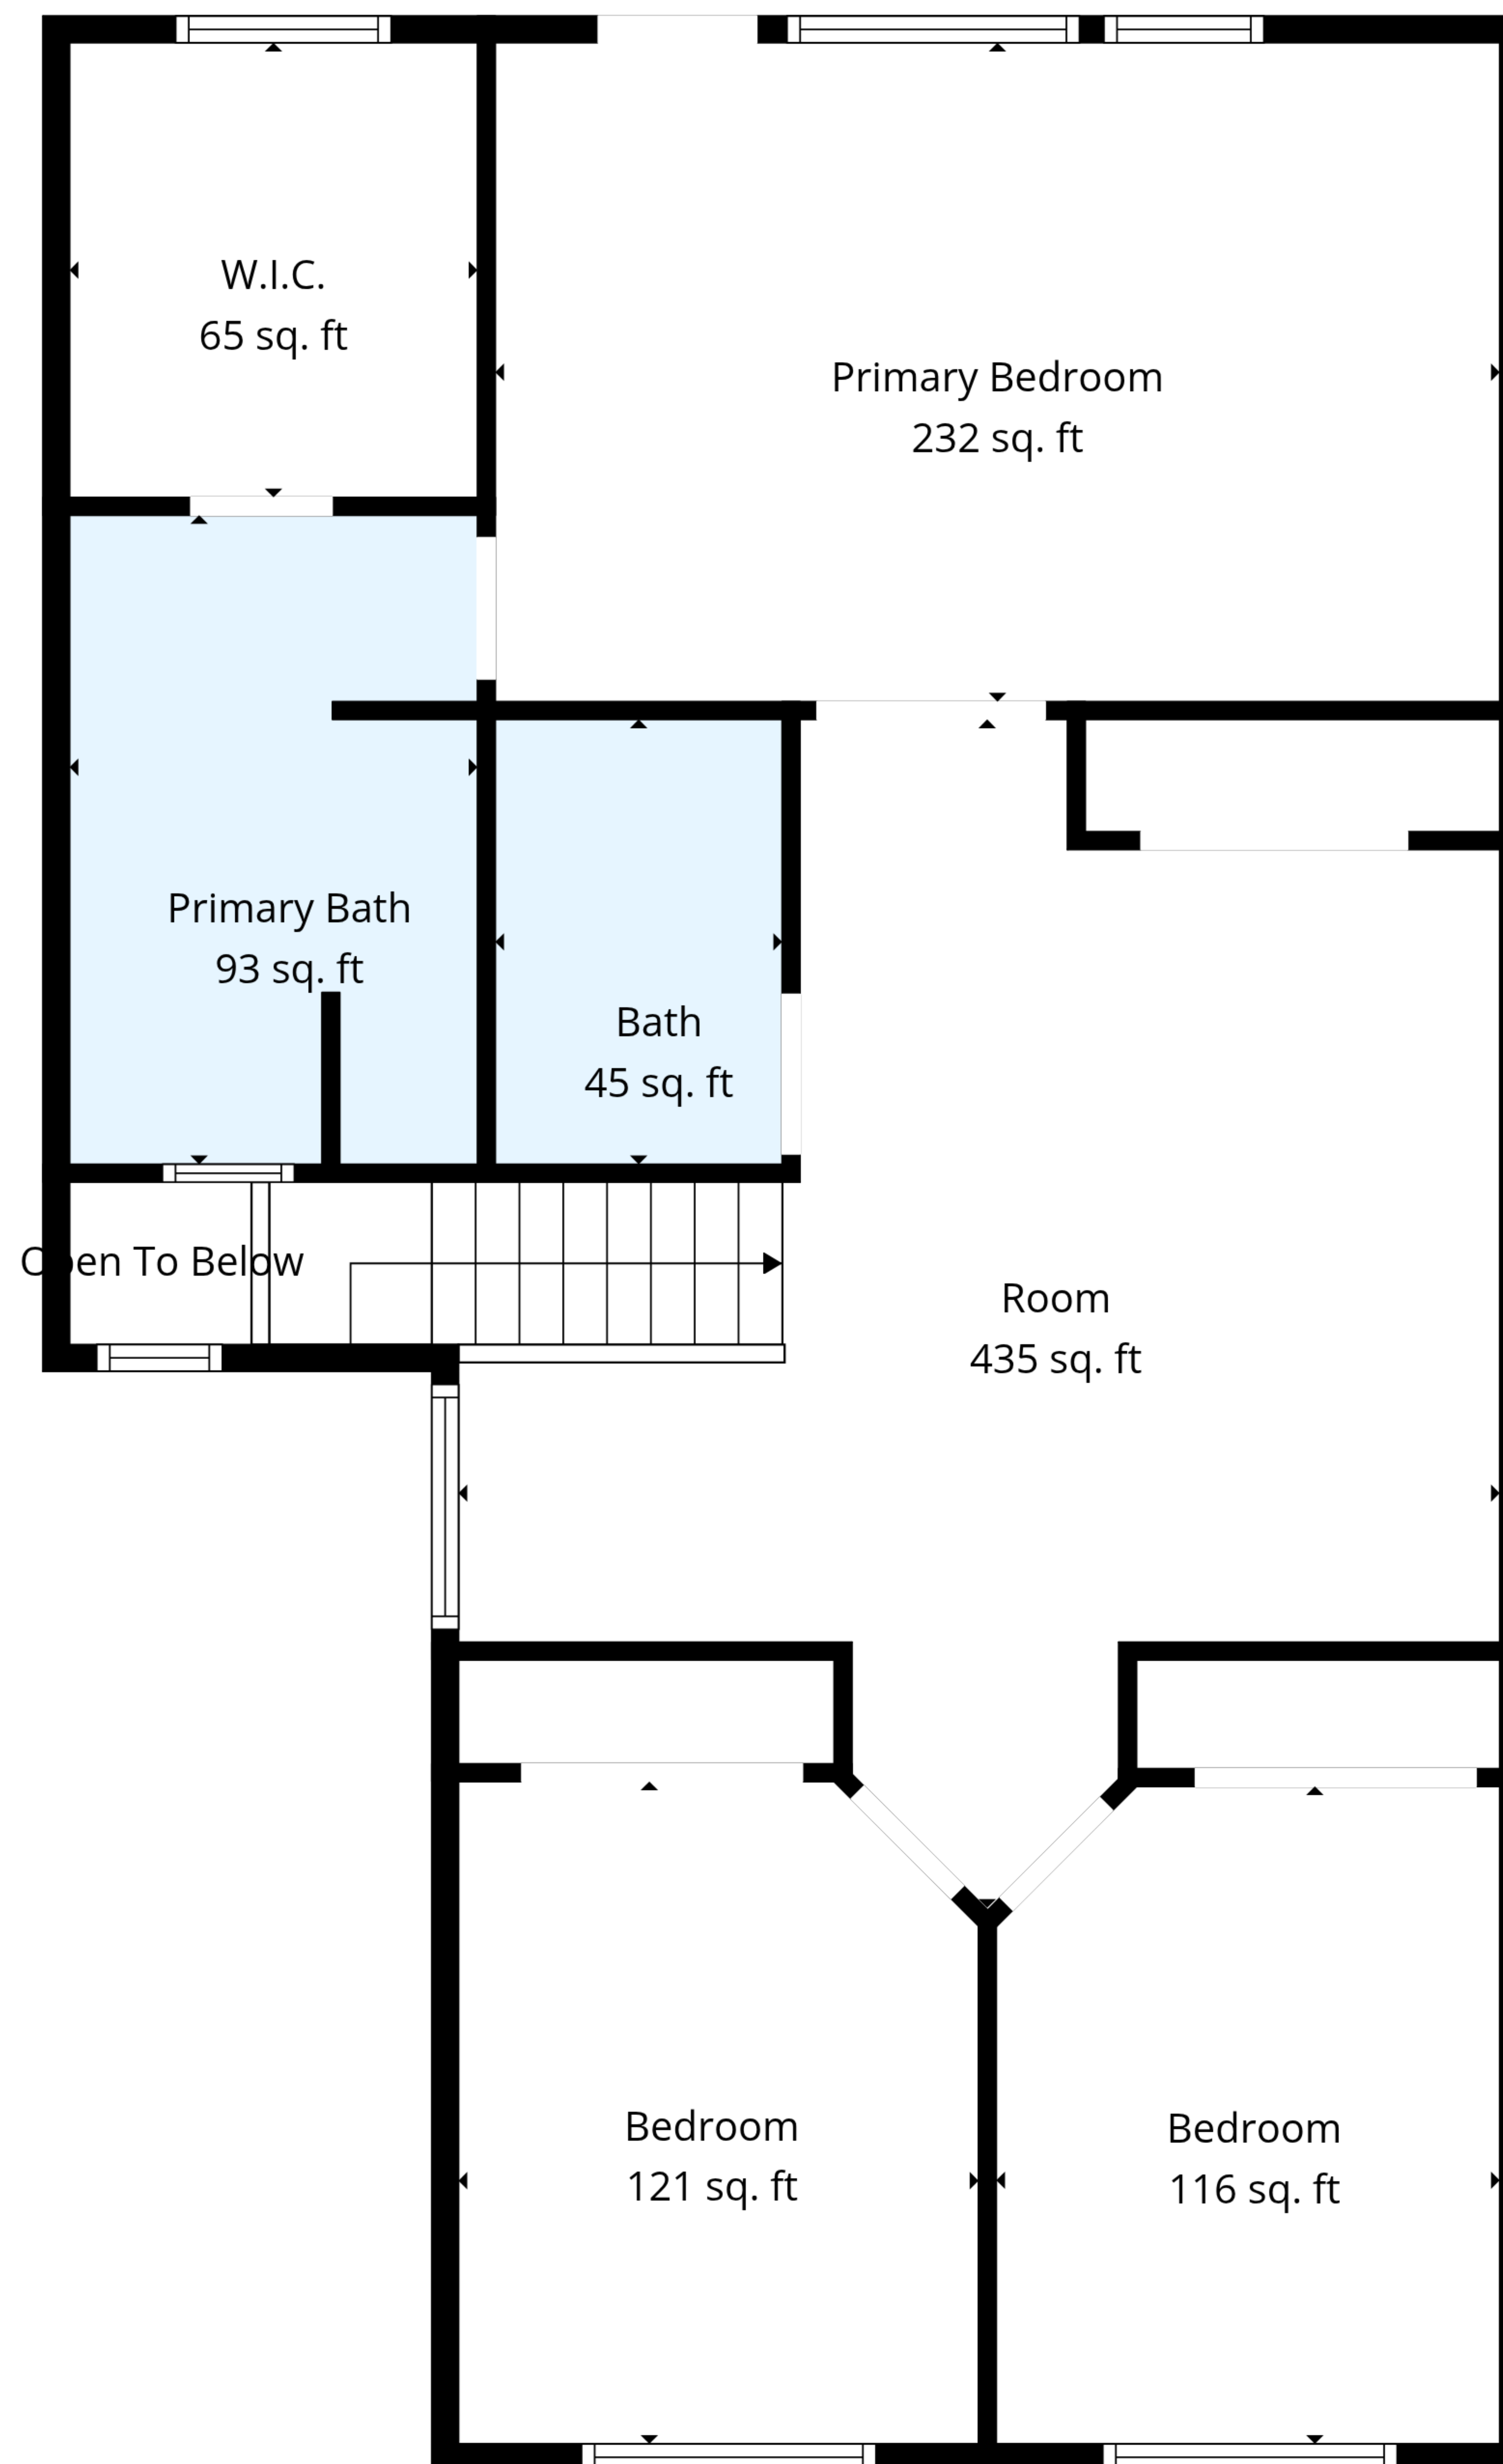 W.I.C.
65 sq. ft
Primary Bedroom
232 sq. ft
Primary Bath
93 sq. ft
Bath
45 sq. ft
Open To Below
Room
435 sq. ft
Bedroom
121 sq. ft
Bedroom
116 sq. ft